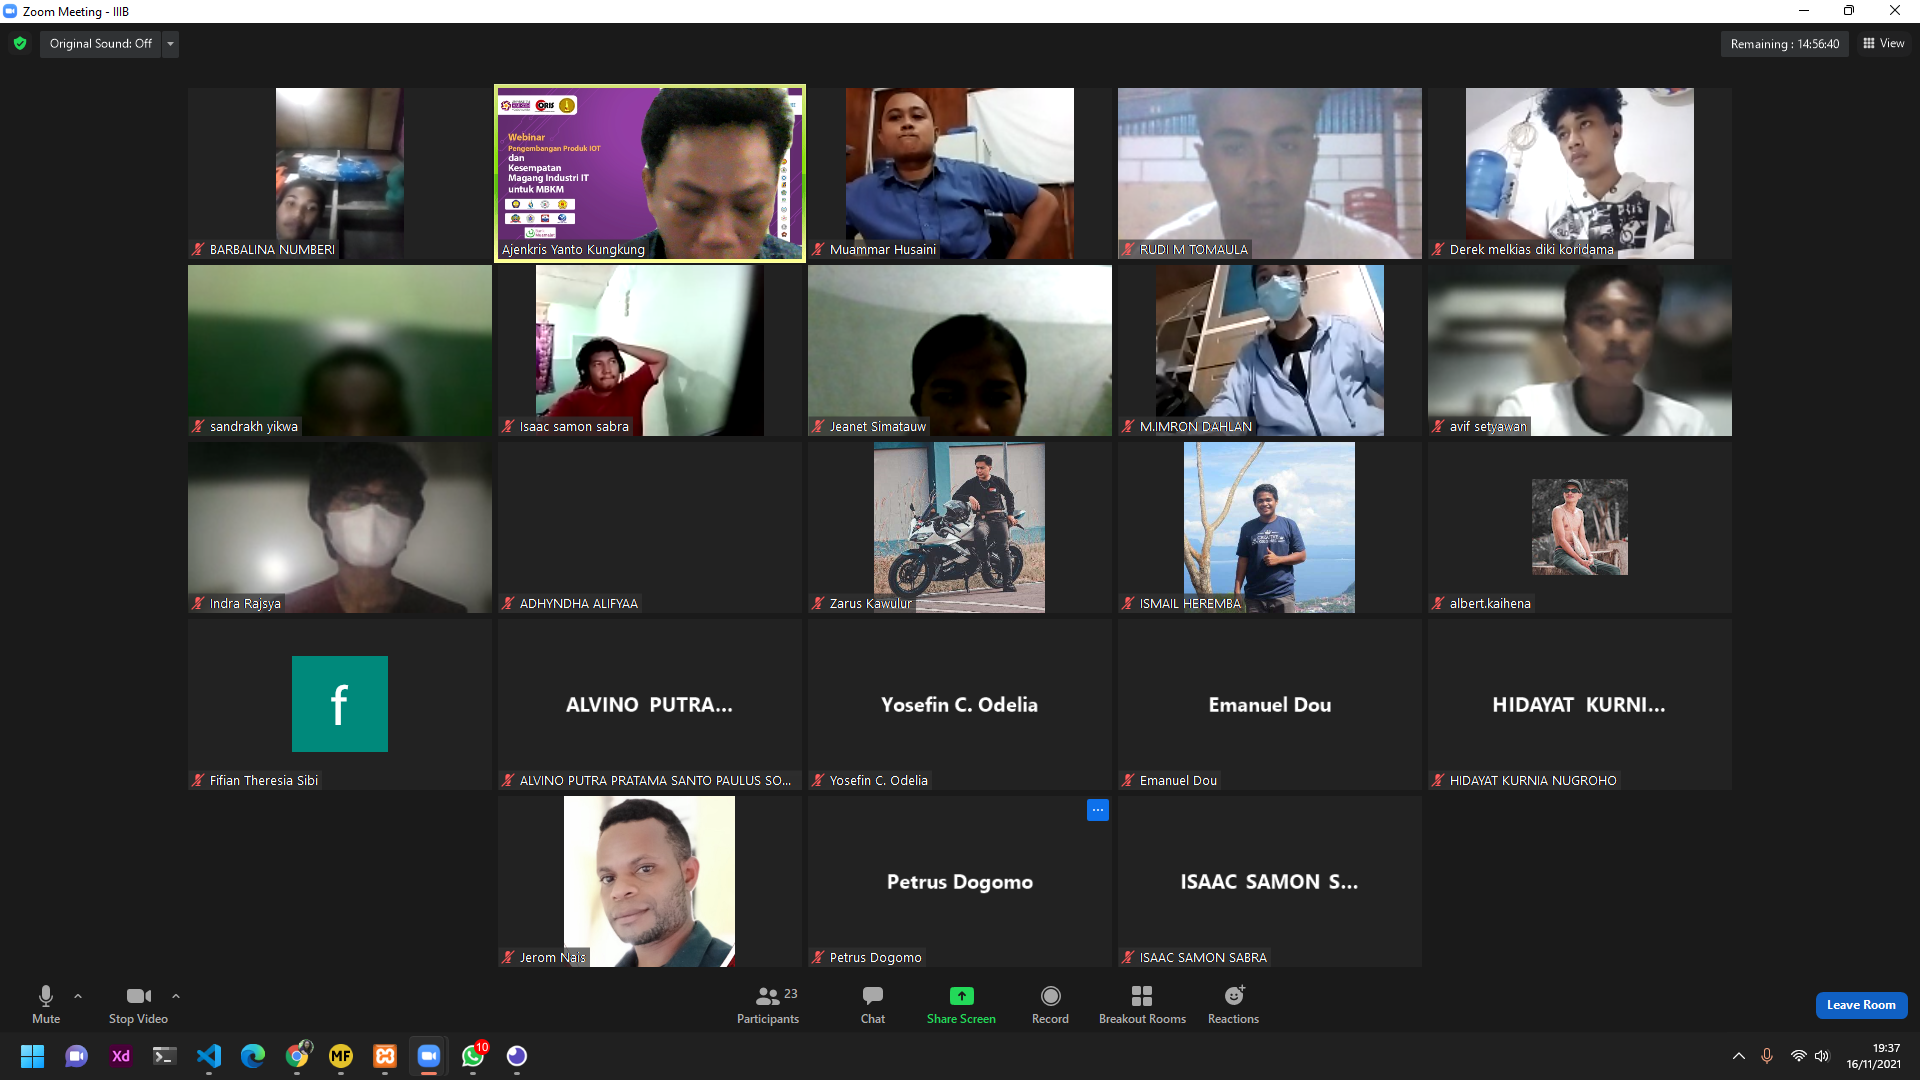 Zoom Meeting - IIIB
Original Sound: Off
Remaining : 14:56:40
View
BARBALINA NUMBERI
CORIS
Webinar
Pengembangan Produk IOT
dan
Kesempatan
Magang Industri IT
untuk MBKM
Ajenkris Yanto Kungkung
Muammar Husaini
RUDI M TOMAULA
Derek melkias diki koridama
sandrakh yikwa
Isaac samon sabra
Jeanet Simatauw
M.IMRON DAHLAN
avif setyawan
Indra Rajsya
ADHYNDHA ALIFYAA
Zarus Kawulur
ISMAIL HEREMBA
albert.kaihena
f
Fifian Theresia Sibi
ALVINO PUTRA...
ALVINO PUTRA PRATAMA SANTO PAULUS SO...
Yosefin C. Odelia
Yosefin C. Odelia
Emanuel Dou
Emanuel Dou
HIDAYAT KURNI...
HIDAYAT KURNIA NUGROHO
Jerom Nais
Petrus Dogomo
Petrus Dogomo
ISAAC SAMON S...
ISAAC SAMON SABRA
Mute
Stop Video
23
Participants
Chat
Share Screen
Record
Breakout Rooms
Reactions
Leave Room
Xd
MF
10
19:37
16/11/2021